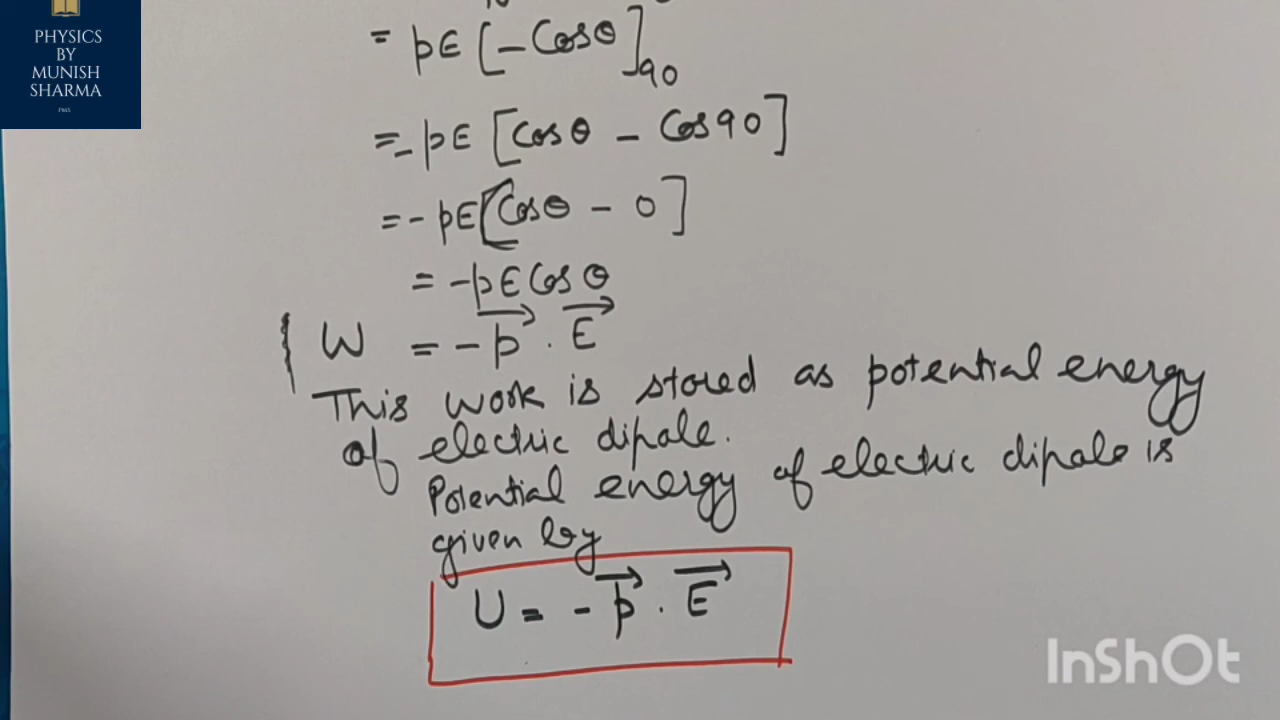 PHYSICS
BY
MUNISH
SHARMA
= pE [-Cosθ]90
=-pE [Cosθ - Cos90]
=-pE[Cosθ - 0]
= -pE Cos θ
W = -p⃗ . E⃗
This work is stored as potential energy
of electric dipole.
Potential energy of electric dipole is
given by
U = -p⃗ . E⃗
InShOt